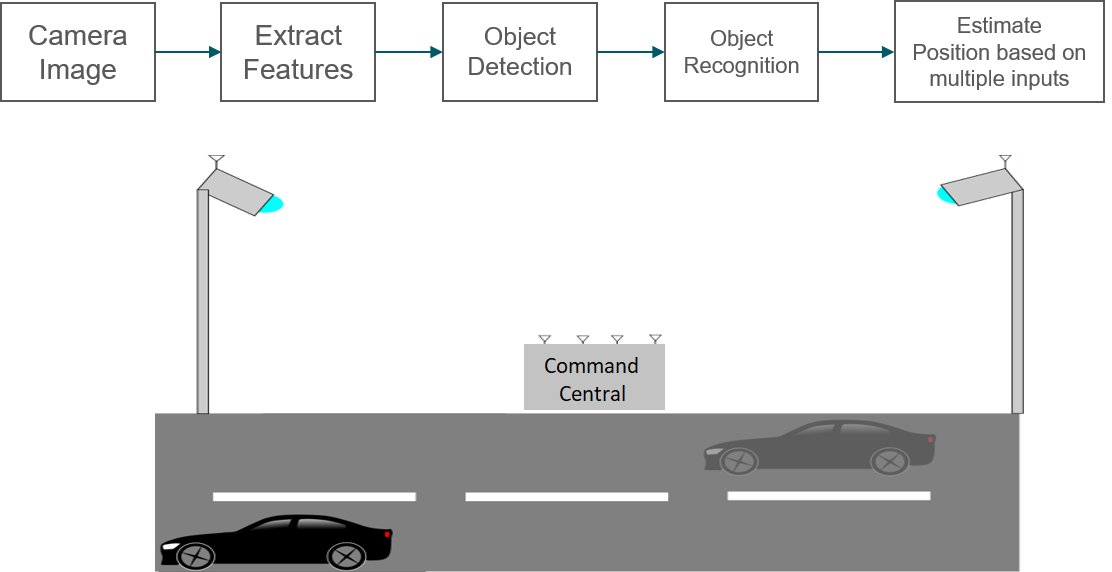 Camera
Image
Extract
Features
Object
Detection
Object
Recognition
Estimate
Position based on
multiple inputs
Command
Central